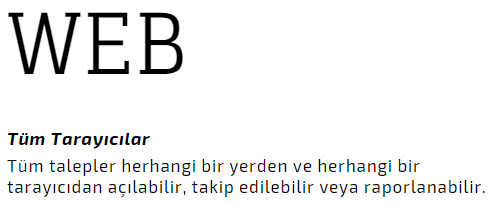 WEB
Tüm Tarayıcılar
Tüm talepler herhangi bir yerden ve herhangi bir
tarayıcıdan açılabilir, takip edilebilir veya raporlanabilir.